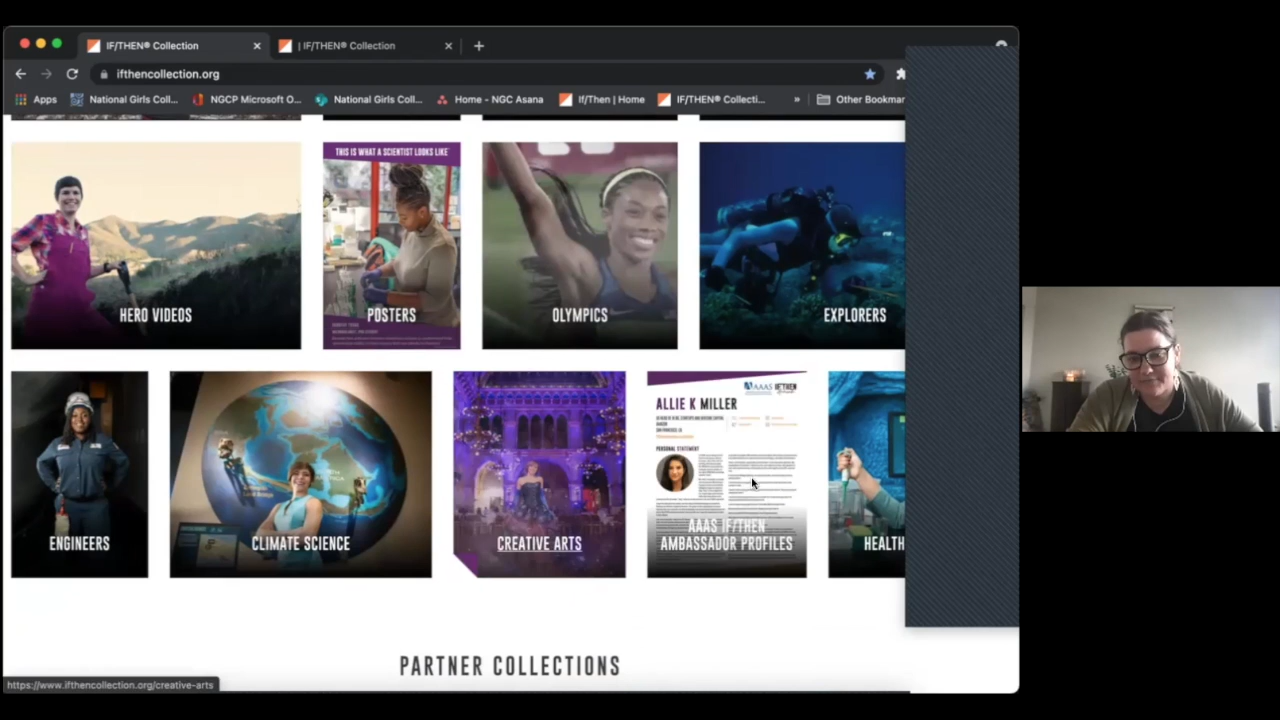 IF/THEN® Collection
| IF/THEN® Collection
ifthencollection.org
Apps
National Girls Coll...
NGCP Microsoft O...
National Girls Coll...
Home - NGC Asana
If/Then | Home
IF/THEN® Collecti...
»
Other Bookmar
THIS IS WHAT A SCIENTIST LOOKS LIKE
HERO VIDEOS
POSTERS
OLYMPICS
EXPLORERS
AAAS IF/THEN
ALLIE K MILLER
PERSONAL STATEMENT
ENGINEERS
CLIMATE SCIENCE
CREATIVE ARTS
AAAS IF/THEN
AMBASSADOR PROFILES
HEALTH
PARTNER COLLECTIONS
https://www.ifthencollection.org/creative-arts